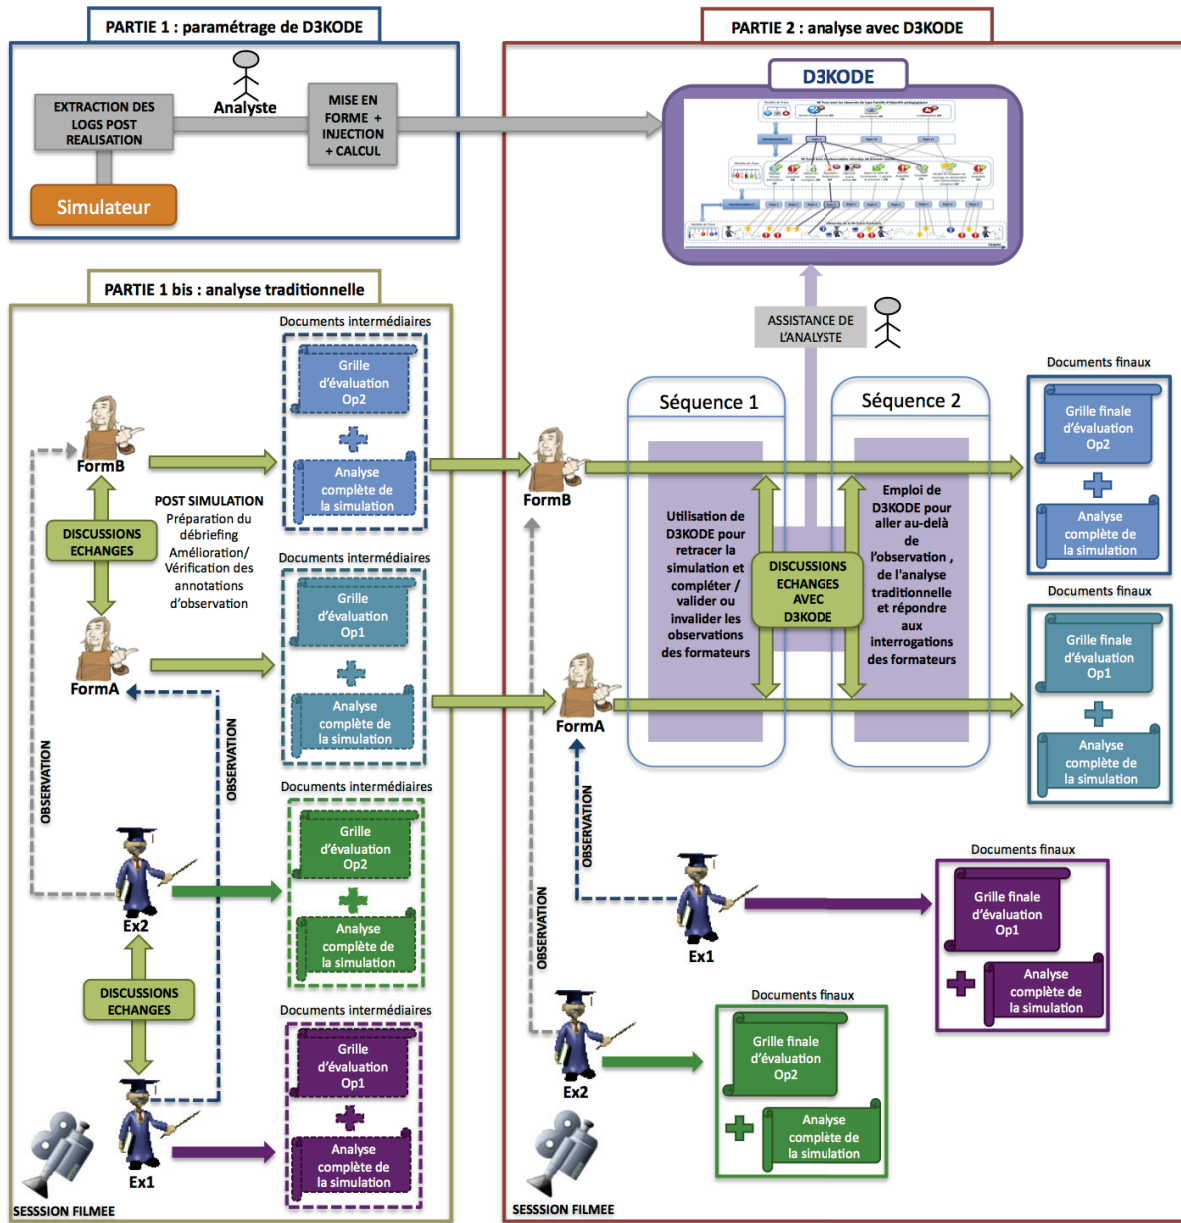 PARTIE 1 : paramétrage de D3KODE
Analyste
EXTRACTION DES
LOGS POST
REALISATION
MISE EN
FORME +
INJECTION
+ CALCUL
Simulateur
PARTIE 2 : analyse avec D3KODE
D3KODE
ASSISTANCE DE
L'ANALYSTE
PARTIE 1 bis : analyse traditionnelle
Documents intermédiaires
Grille
d'évaluation
Op2
Analyse
complète de
la simulation
FormB
DISCUSSIONS
ECHANGES
POST SIMULATION
Préparation du
débriefing
Amélioration/
Vérification des
annotations
d'observation
Documents intermédiaires
Grille
d'évaluation
Op1
Analyse
complète de
la simulation
FormA
OBSERVATION
OBSERVATION
Documents intermédiaires
Grille
d'évaluation
Op2
Analyse
complète de
la simulation
Ex2
DISCUSSIONS
ECHANGES
Documents intermédiaires
Grille
d'évaluation
Op1
Analyse
complète de
la simulation
Ex1
SESSSION FILMEE
Séquence 1
Séquence 2
FormB
Utilisation de
D3KODE pour
retracer la
simulation et
compléter /
valider ou
invalider les
observations
des formateurs
DISCUSSIONS
ECHANGES
AVEC
D3KODE
Emploi de
D3KODE pour
aller au-delà
de
l'observation ,
de l'analyse
traditionnelle
et répondre
aux
interrogations
des formateurs
FormA
Documents finaux
Grille finale
d'évaluation
Op2
Analyse
complète de
la simulation
Documents finaux
Grille finale
d'évaluation
Op1
Analyse
complète de
la simulation
OBSERVATION
OBSERVATION
Ex1
Documents finaux
Grille finale
d'évaluation
Op1
Analyse
complète de
la simulation
Ex2
Documents finaux
Grille finale
d'évaluation
Op2
Analyse
complète de
la simulation
SESSSION FILMEE